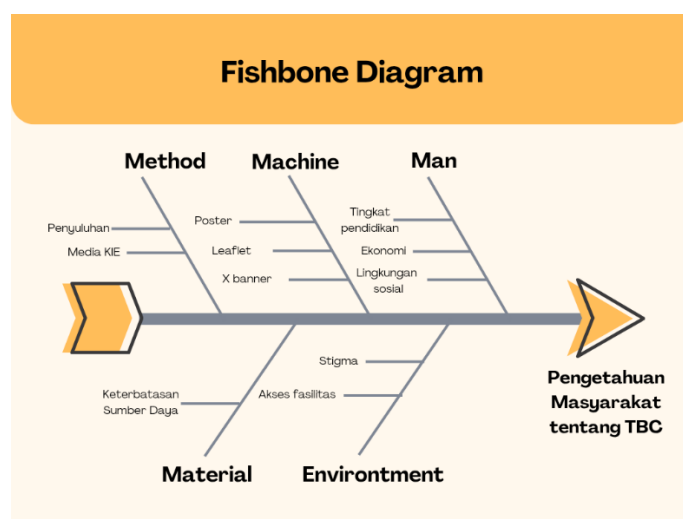 Fishbone Diagram
Method
Machine
Man
Penyuluhan
Media KIE
Poster
Leaflet
X banner
Tingkat
pendidikan
Ekonomi
Lingkungan
sosial
Keterbatasan
Sumber Daya
Stigma
Akses fasilitas
Material
Environtment
Pengetahuan
Masyarakat
tentang TBC